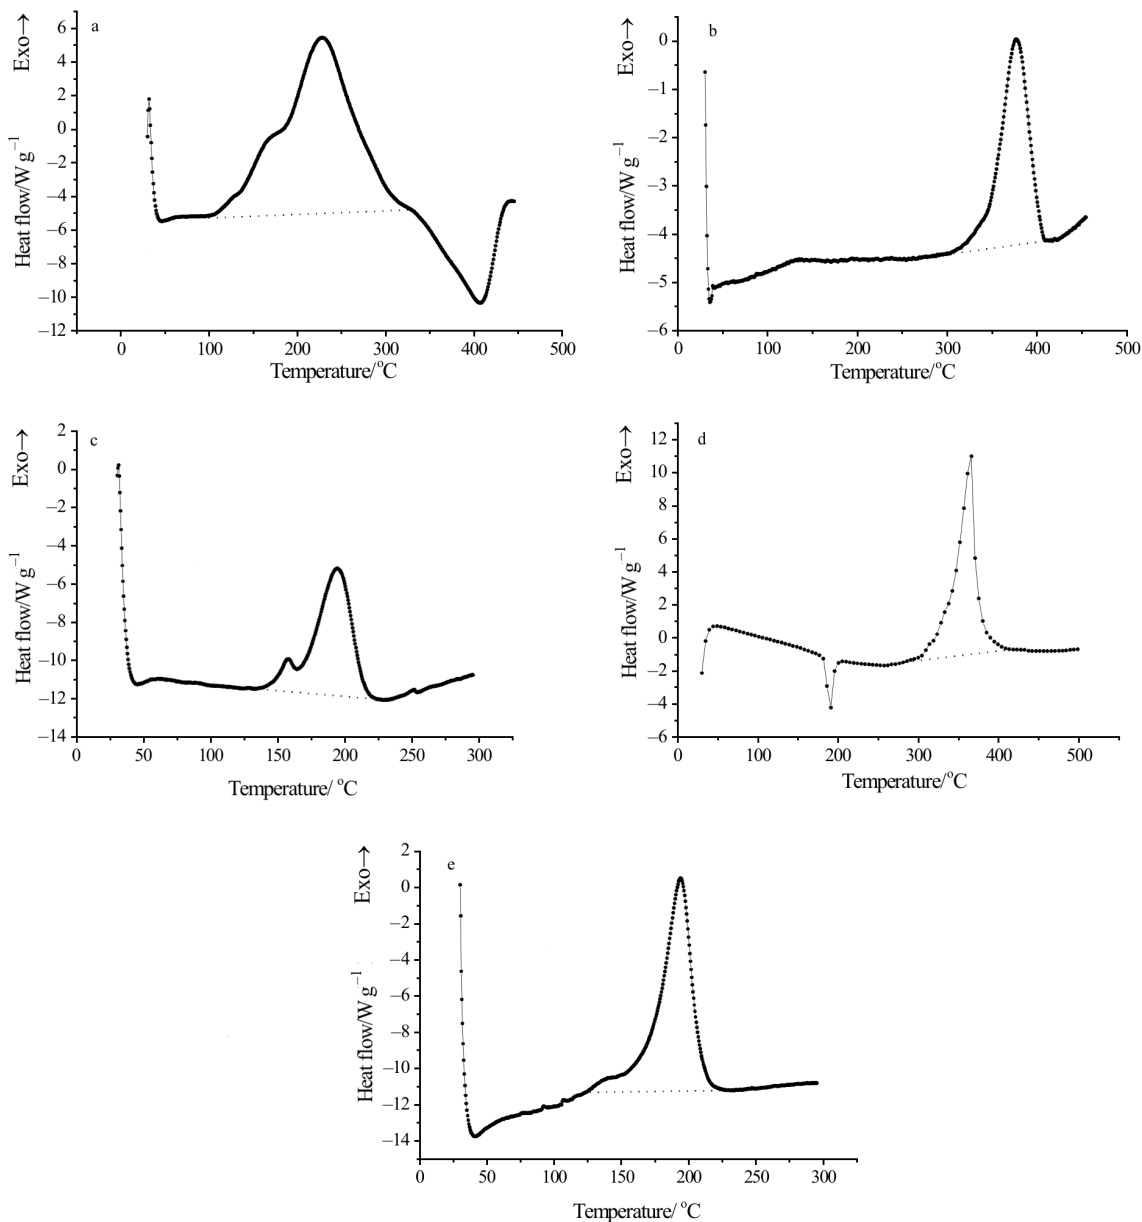 a
Exo→
Heat flow/W g⁻¹
6
4
2
0
−2
−4
−6
−8
−10
−12
0 100 200 300 400 500
Temperature/°C
b
Exo→
Heat flow/W g⁻¹
0
−1
−2
−3
−4
−5
−6
0 100 200 300 400 500
Temperature/°C
c
Exo→
Heat flow/W g⁻¹
2
0
−2
−4
−6
−8
−10
−12
−14
0 50 100 150 200 250 300
Temperature/ °C
d
Exo→
Heat flow/W g⁻¹
12
10
8
6
4
2
0
−2
−4
−6
0 100 200 300 400 500
Temperature/°C
e
Exo→
Heat flow/W g⁻¹
2
0
−2
−4
−6
−8
−10
−12
−14
0 50 100 150 200 250 300
Temperature/ °C